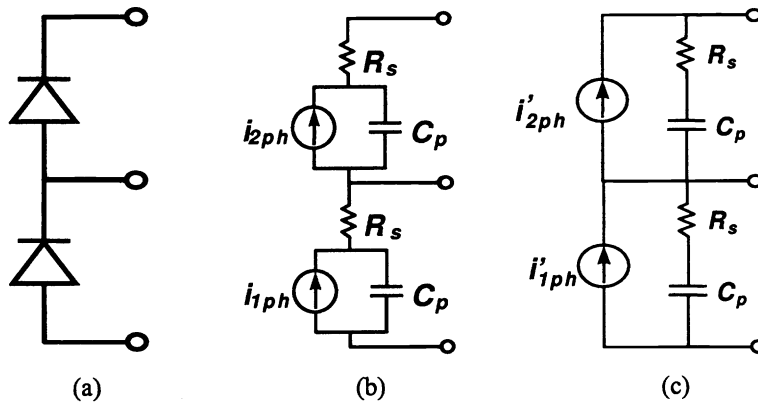 R_s
i_2ph
C_p
R_s
i_1ph
C_p
R_s
i'_2ph
C_p
R_s
i'_1ph
C_p
(a)
(b)
(c)